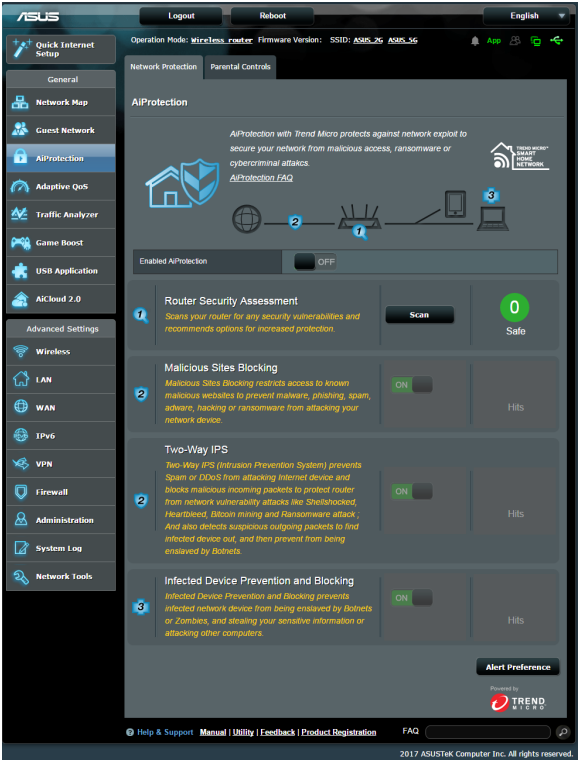 ASUS
Logout
Reboot
English
Quick Internet
Setup
Operation Mode: Wireless router Firmware Version: SSID: ASUS_2G ASUS_5G
App
General
Network Map
Guest Network
AiProtection
Adaptive QoS
Traffic Analyzer
Game Boost
USB Application
AiCloud 2.0
Advanced Settings
Wireless
LAN
WAN
IPv6
VPN
Firewall
Administration
System Log
Network Tools
Network Protection
Parental Controls
AiProtection
AiProtection with Trend Micro protects against network exploit to
secure your network from malicious access, ransomware or
cybercriminal attakcs.
AiProtection FAQ
TREND MICRO™
SMART
HOME
NETWORK
2
1
3
Enabled AiProtection
OFF
1
Router Security Assessment
Scans your router for any security vulnerabilities and
recommends options for increased protection.
Scan
0
Safe
2
Malicious Sites Blocking
Malicious Sites Blocking restricts access to known
malicious websites to prevent malware, phishing, spam,
adware, hacking or ransomware from attacking your
network device.
ON
Hits
2
Two-Way IPS
Two-Way IPS (Intrusion Prevention System) prevents
Spam or DDoS from attacking Internet device and
blocks malicious incoming packets to protect router
from network vulnerability attacks like Shellshocked,
Heartbleed, Bitcoin mining and Ransomware attack ;
And also detects suspicious outgoing packets to find
infected device out, and then prevent from being
enslaved by Botnets.
ON
Hits
3
Infected Device Prevention and Blocking
Infected Device Prevention and Blocking prevents
infected network device from being enslaved by Botnets
or Zombies, and stealing your sensitive information or
attacking other computers.
ON
Hits
Alert Preference
Powered by
TREND
MICRO
Help & Support Manual | Utility | Feedback | Product Registration
FAQ
2017 ASUSTeK Computer Inc. All rights reserved.